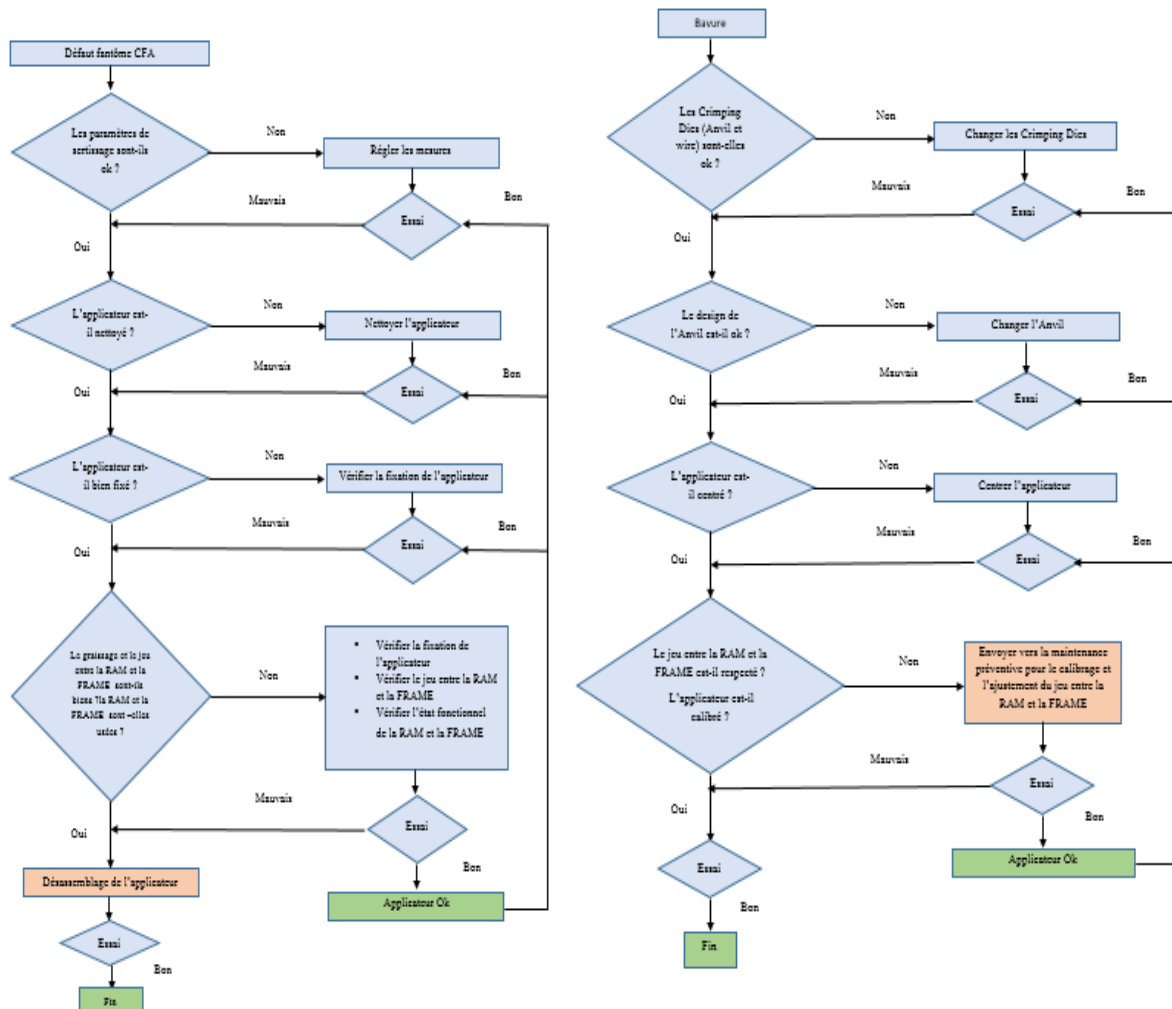 Défaut fantôme CFA
Les paramètres de
sertissage sont-ils
ok ?
Non
Régler les mesures
Mauvais
Essai
Bon
Oui
L'applicateur est-
il nettoyé ?
Non
Nettoyer l'applicateur
Mauvais
Essai
Bon
Oui
L'applicateur est-
il bien fixé ?
Non
Vérifier la fixation de l'applicateur
Mauvais
Essai
Bon
Oui
Le graissage et le jeu
entre la RAM et la
FRAME sont-ils
biens ?la RAM et la
FRAME sont –elles
usées ?
Non
▪ Vérifier la fixation de
l'applicateur
▪ Vérifier le jeu entre la RAM
et la FRAME
▪ Vérifier l'état fonctionnel
de la RAM et la FRAME
Mauvais
Essai
Oui
Bon
Désassemblage de l'applicateur
Applicateur Ok
Essai
Bon
Fin
Bavure
Les Crimping
Dies (Anvil et
wire) sont-elles
ok ?
Non
Changer les Crimping Dies
Mauvais
Essai
Bon
Oui
Le design de
l'Anvil est-il ok ?
Non
Changer l'Anvil
Mauvais
Essai
Bon
Oui
L'applicateur est-
il centré ?
Non
Centrer l'applicateur
Mauvais
Essai
Bon
Oui
Le jeu entre la RAM et la
FRAME est-il respecté ?
L'applicateur est-il
calibré ?
Non
Envoyer vers la maintenance
préventive pour le calibrage et
l'ajustement du jeu entre la
RAM et la FRAME
Mauvais
Essai
Oui
Bon
Applicateur Ok
Essai
Bon
Fin